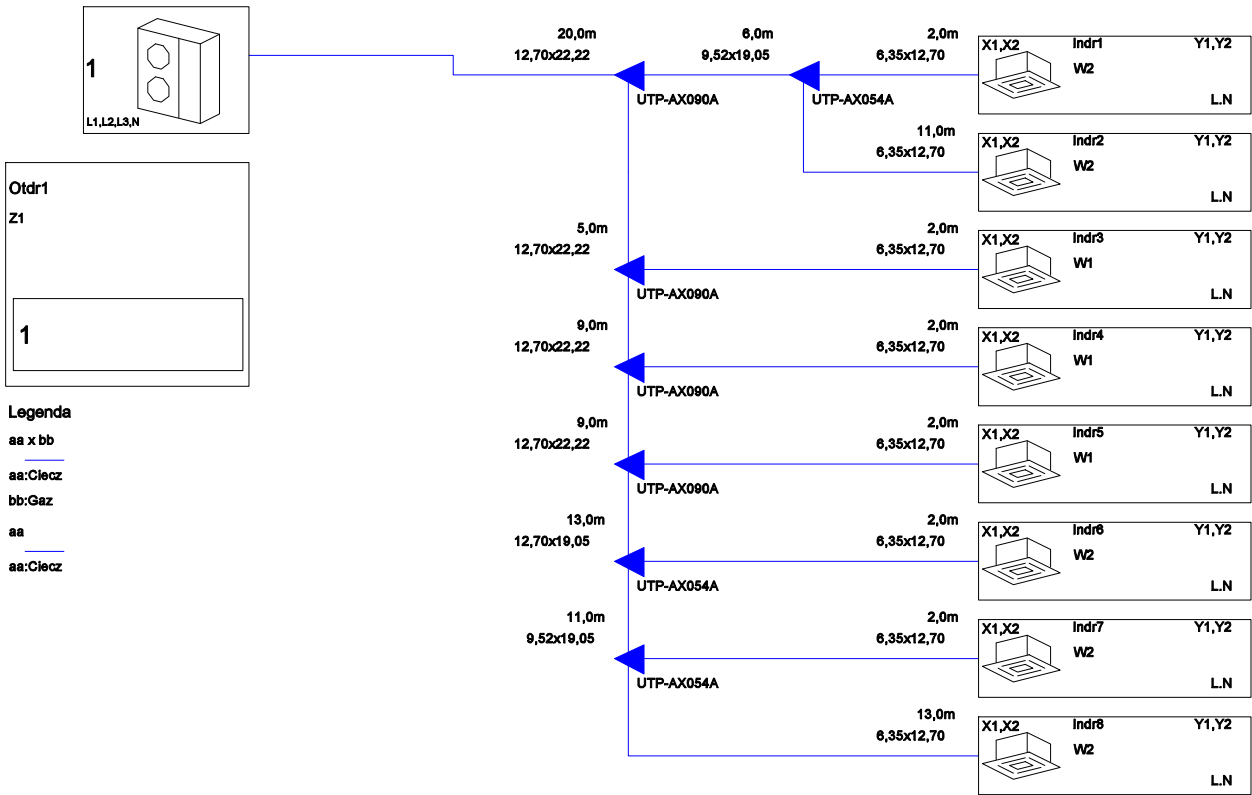 1
L1,L2,L3,N
Otdr1
Z1
1
Legenda
aa x bb
aa:Ciecz
bb:Gaz
aa
aa:Ciecz
20,0m
12,70x22,22
UTP-AX090A
6,0m
9,52x19,05
UTP-AX054A
2,0m
6,35x12,70
X1,X2 Indr1 Y1,Y2
W2
L.N
11,0m
6,35x12,70
X1,X2 Indr2 Y1,Y2
W2
L.N
5,0m
12,70x22,22
UTP-AX090A
2,0m
6,35x12,70
X1,X2 Indr3 Y1,Y2
W1
L.N
9,0m
12,70x22,22
UTP-AX090A
2,0m
6,35x12,70
X1,X2 Indr4 Y1,Y2
W1
L.N
9,0m
12,70x22,22
UTP-AX090A
2,0m
6,35x12,70
X1,X2 Indr5 Y1,Y2
W1
L.N
13,0m
12,70x19,05
UTP-AX054A
2,0m
6,35x12,70
X1,X2 Indr6 Y1,Y2
W2
L.N
11,0m
9,52x19,05
UTP-AX054A
2,0m
6,35x12,70
X1,X2 Indr7 Y1,Y2
W2
L.N
13,0m
6,35x12,70
X1,X2 Indr8 Y1,Y2
W2
L.N